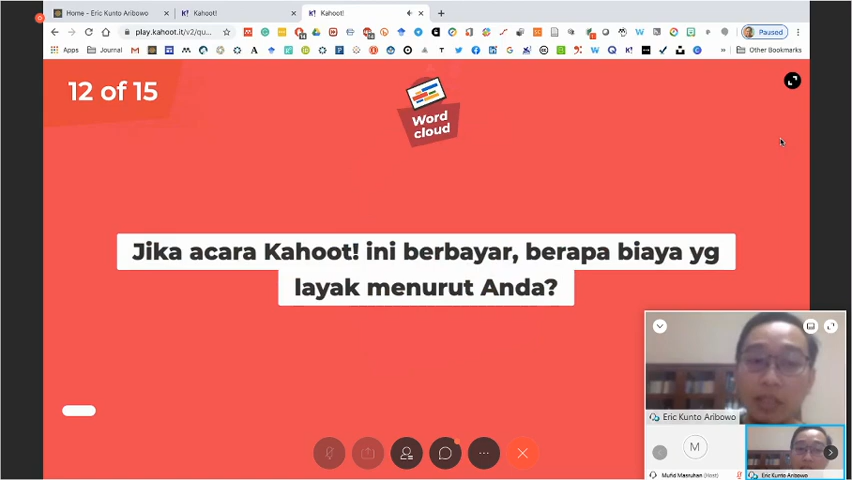 Home - Eric Kunto Aribowo
Kahoot!
Kahoot!
play.kahoot.it/v2/qu...
Paused
Apps
Journal
Other Bookmarks
12 of 15
Word
cloud
Jika acara Kahoot! ini berbayar, berapa biaya yg
layak menurut Anda?
Eric Kunto Aribowo
M
Mufid Masruhan (Host)
Eric Kunto Aribowo